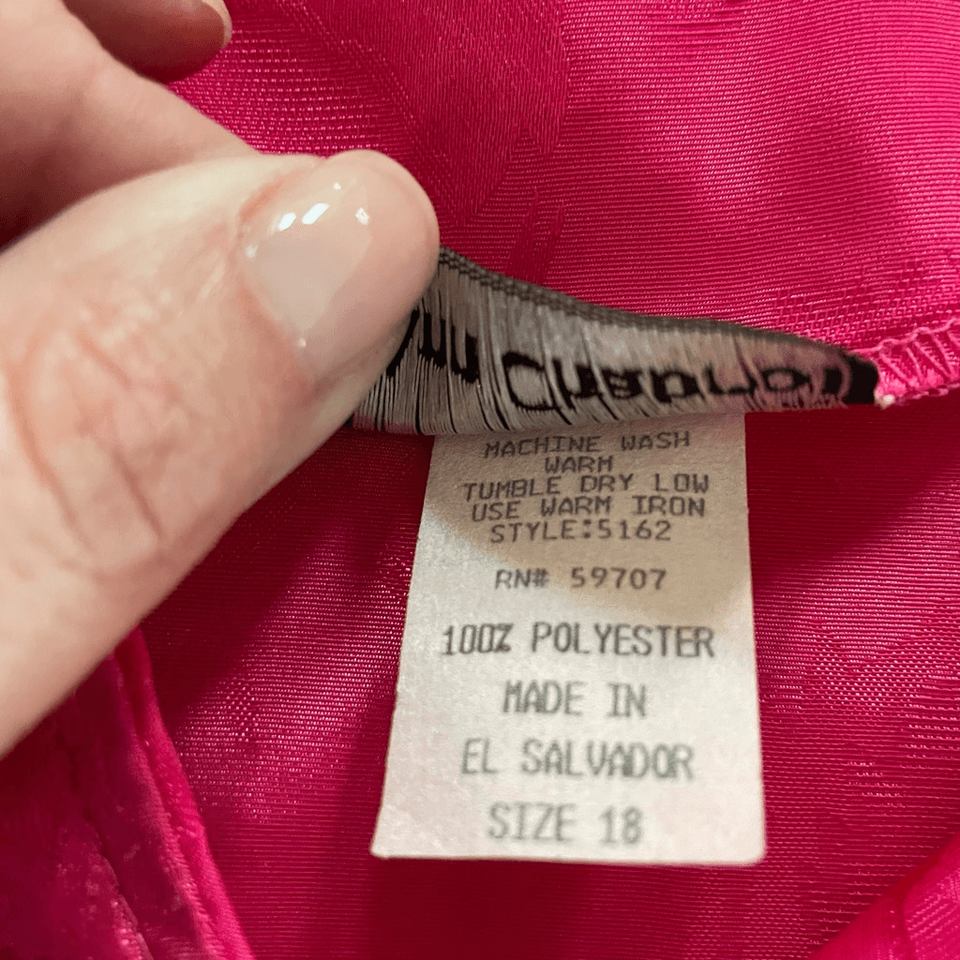 MACHINE WASH
WARM
TUMBLE DRY LOW
USE WARM IRON
STYLE:5162
RN# 59707
100% POLYESTER
MADE IN
EL SALVADOR
SIZE 18